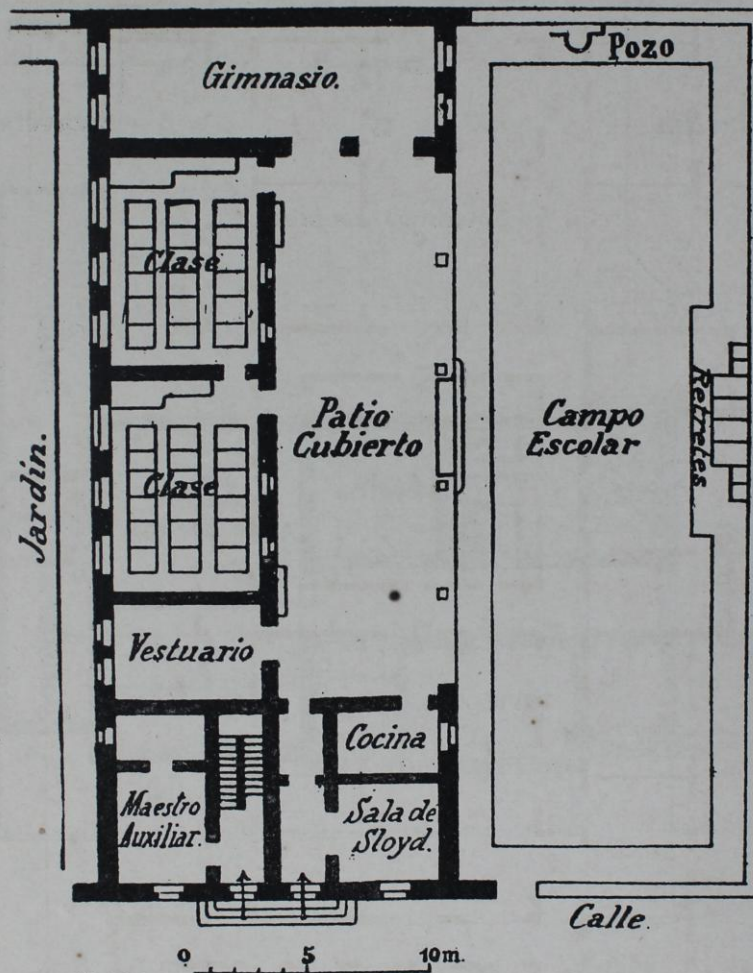 Pozo
Gimnasio.
Clase
Patio
Cubierto
Campo
Escolar
Retretes
Jardin.
Clase
Vestuario
Cocina
Maestro
Auxiliar.
Sala de
Sloyd.
Calle.
0 5 10 m.